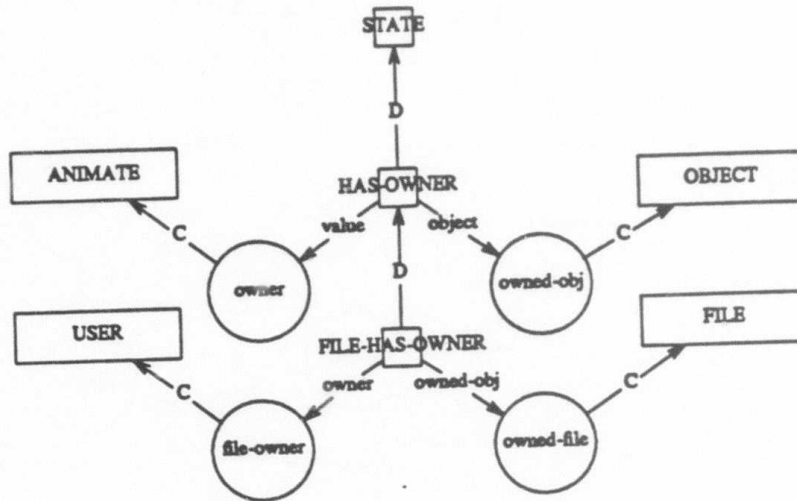 STATE
D
ANIMATE
HAS-OWNER
OBJECT
C
value
object
C
owner
D
owned-obj
USER
FILE-HAS-OWNER
FILE
C
owner
owned-obj
C
file-owner
owned-file